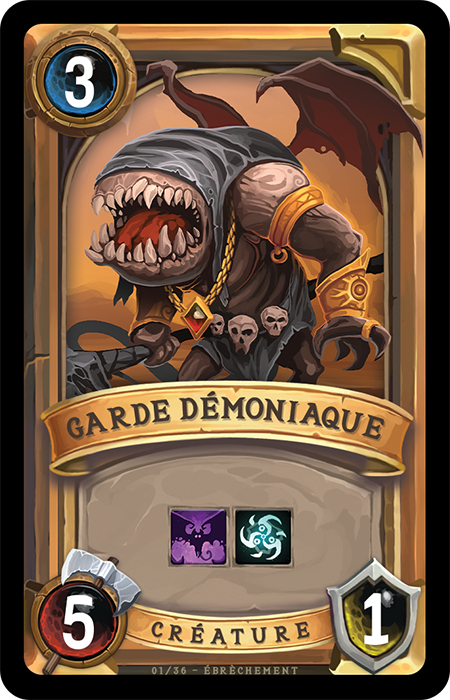 3
GARDE DÉMONIAQUE
5
CRÉATURE
1
01/36 - ÉBRÈCHEMENT